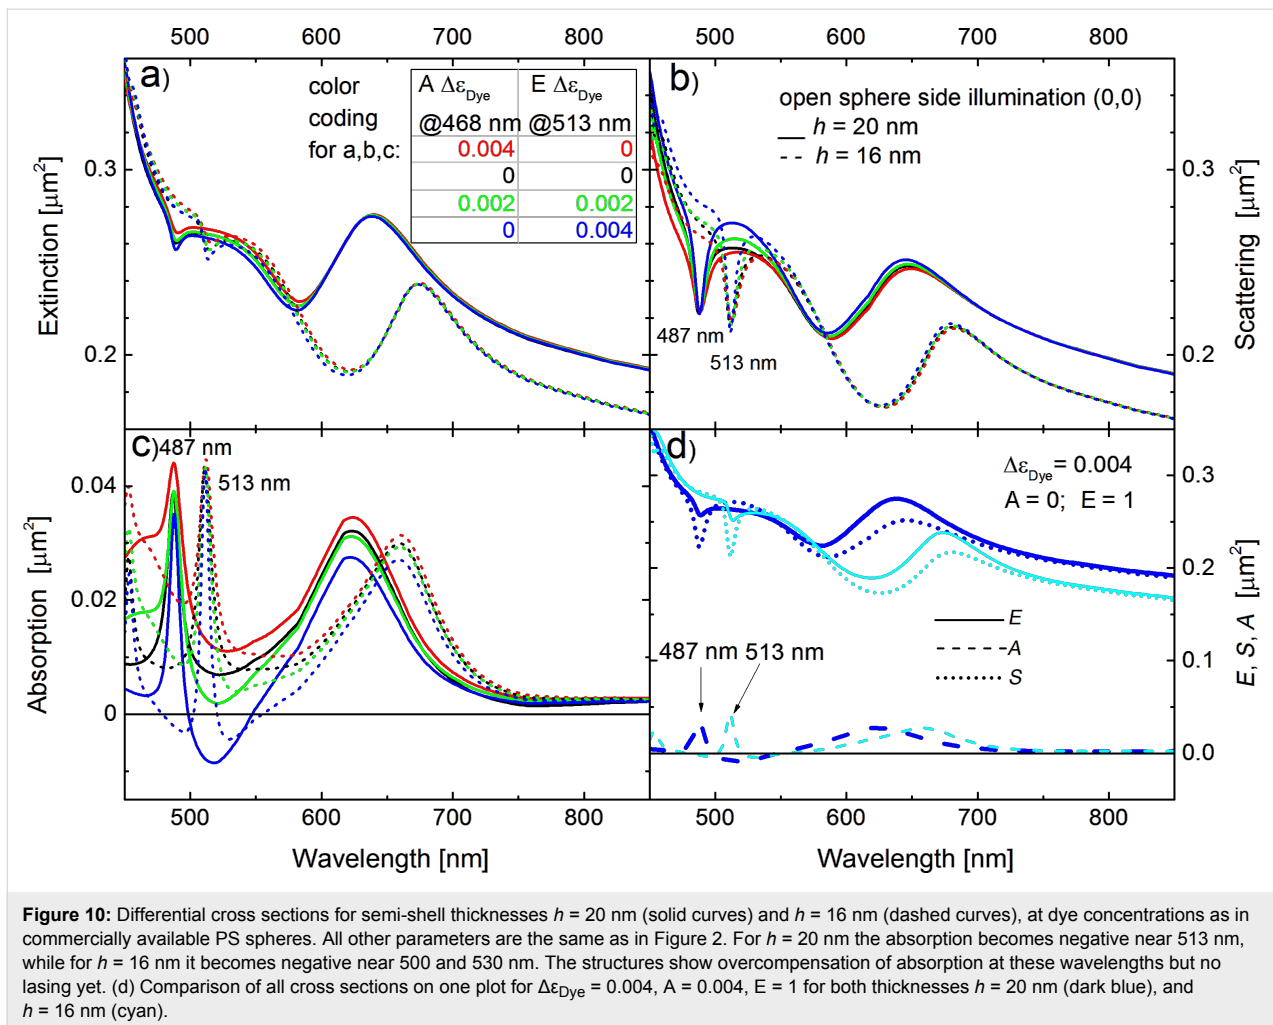 500 600 700 800 500 600 700 800
a)
color
coding
for a,b,c:
A Δε_Dye E Δε_Dye
@468 nm @513 nm
0.004 0
0 0
0.002 0.002
0 0.004
0.3
0.2
Extinction [μm²]
b)
open sphere side illumination (0,0)
h = 20 nm
h = 16 nm
487 nm
513 nm
0.3
0.2
Scattering [μm²]
c)
487 nm
513 nm
0.04
0.02
0
Absorption [μm²]
500 600 700 800
Wavelength [nm]
d)
Δε_Dye = 0.004
A = 0; E = 1
E
A
S
487 nm 513 nm
0.3
0.2
0.1
0.0
E, S, A [μm²]
500 600 700 800
Wavelength [nm]
Figure 10: Differential cross sections for semi-shell thicknesses h = 20 nm (solid curves) and h = 16 nm (dashed curves), at dye concentrations as in
commercially available PS spheres. All other parameters are the same as in Figure 2. For h = 20 nm the absorption becomes negative near 513 nm,
while for h = 16 nm it becomes negative near 500 and 530 nm. The structures show overcompensation of absorption at these wavelengths but no
lasing yet. (d) Comparison of all cross sections on one plot for Δε_Dye = 0.004, A = 0.004, E = 1 for both thicknesses h = 20 nm (dark blue), and
h = 16 nm (cyan).